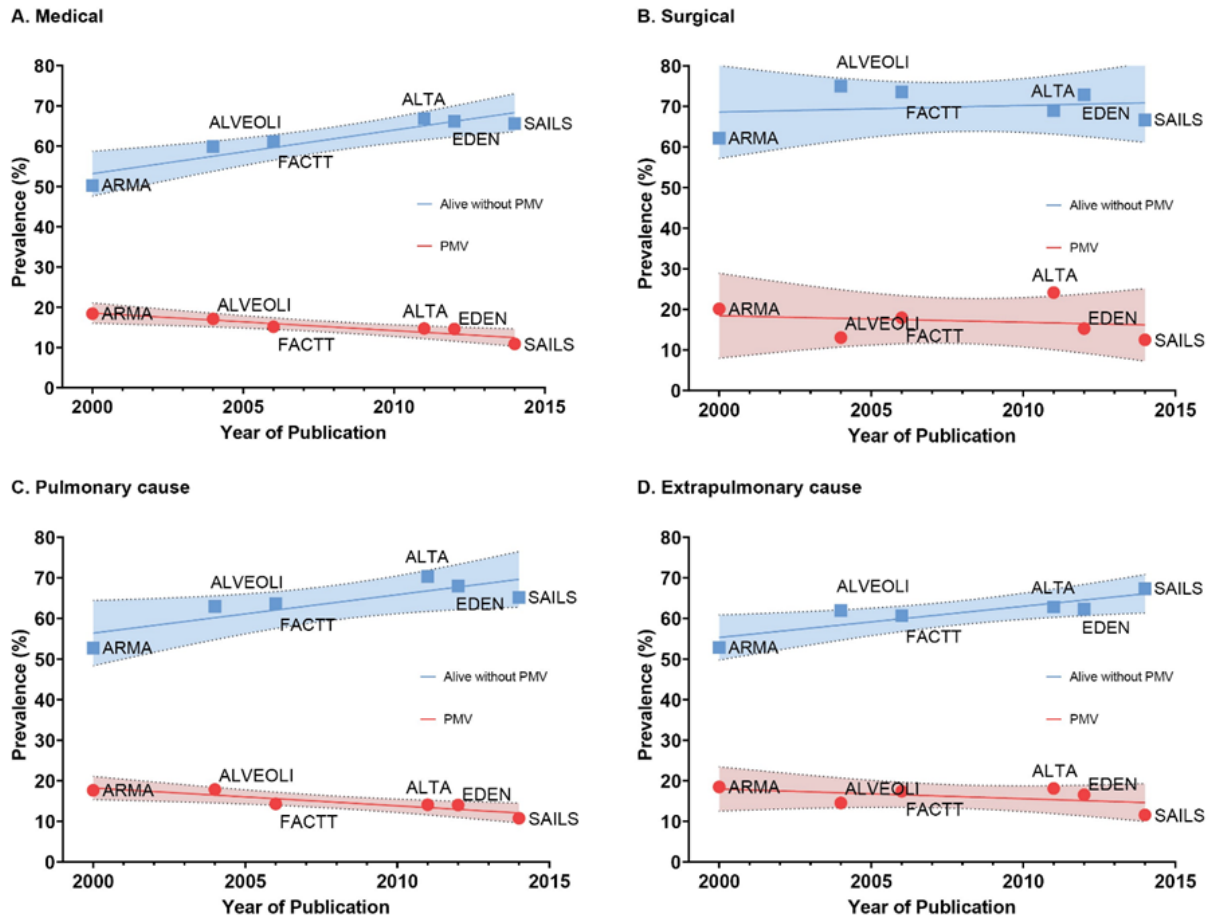 A. Medical
80
70
60
50
40
30
20
10
0
Prevalence (%)
ARMA
ALVEOLI
FACTT
ALTA
EDEN
SAILS
Alive without PMV
PMV
ARMA
ALVEOLI
FACTT
ALTA
EDEN
SAILS
2000 2005 2010 2015
Year of Publication
B. Surgical
80
70
60
50
40
30
20
10
0
Prevalence (%)
ARMA
ALVEOLI
FACTT
ALTA
EDEN
SAILS
Alive without PMV
PMV
ARMA
ALVEOLI
FACTT
ALTA
EDEN
SAILS
2000 2005 2010 2015
Year of Publication
C. Pulmonary cause
80
70
60
50
40
30
20
10
0
Prevalence (%)
ARMA
ALVEOLI
FACTT
ALTA
EDEN
SAILS
Alive without PMV
PMV
ARMA
ALVEOLI
FACTT
ALTA
EDEN
SAILS
2000 2005 2010 2015
Year of Publication
D. Extrapulmonary cause
80
70
60
50
40
30
20
10
0
Prevalence (%)
ARMA
ALVEOLI
FACTT
ALTA
EDEN
SAILS
Alive without PMV
PMV
ARMA
ALVEOLI
FACTT
ALTA
EDEN
SAILS
2000 2005 2010 2015
Year of Publication